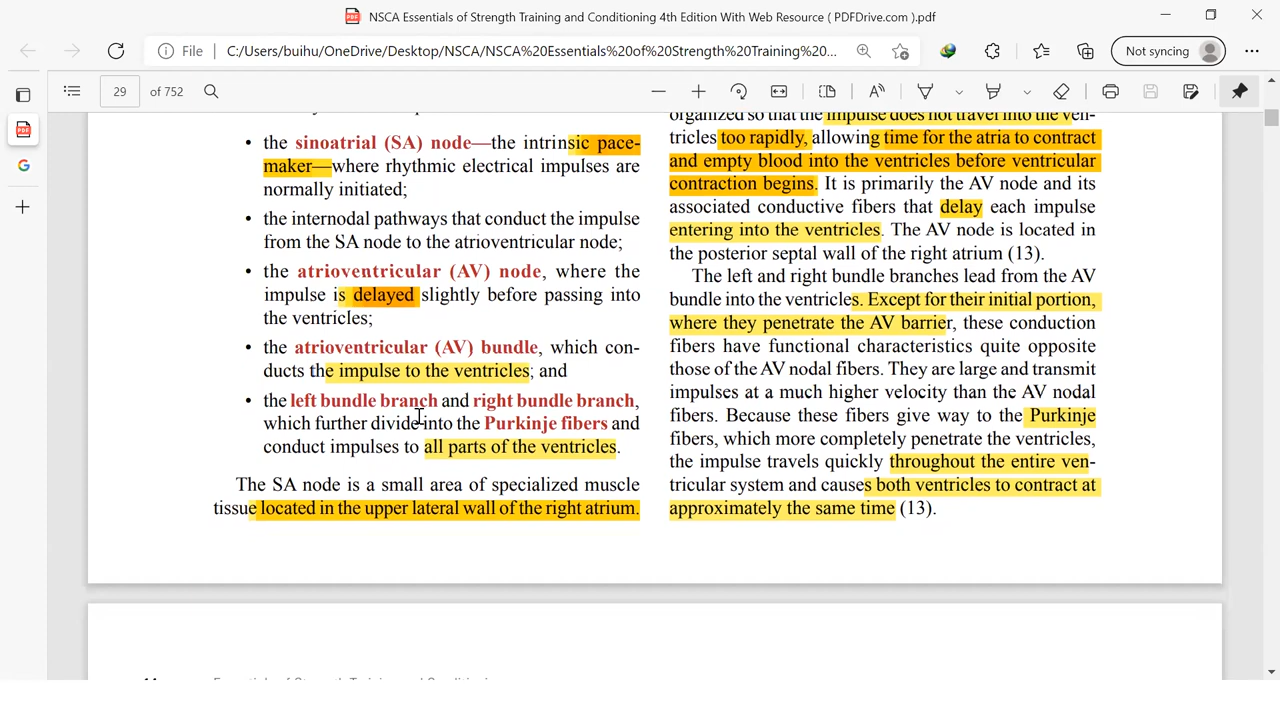 NSCA Essentials of Strength Training and Conditioning 4th Edition With Web Resource ( PDFDrive.com ).pdf
File
C:/Users/buihu/OneDrive/Desktop/NSCA/NSCA%20Essentials%20of%20Strength%20Training%20...
Not syncing
29 of 752
• the sinoatrial (SA) node—the intrinsic pace-
maker—where rhythmic electrical impulses are
normally initiated;
• the internodal pathways that conduct the impulse
from the SA node to the atrioventricular node;
• the atrioventricular (AV) node, where the
impulse is delayed slightly before passing into
the ventricles;
• the atrioventricular (AV) bundle, which con-
ducts the impulse to the ventricles; and
• the left bundle branch and right bundle branch,
which further divide into the Purkinje fibers and
conduct impulses to all parts of the ventricles.
The SA node is a small area of specialized muscle
tissue located in the upper lateral wall of the right atrium.
organized so that the impulse does not travel into the ven-
tricles too rapidly, allowing time for the atria to contract
and empty blood into the ventricles before ventricular
contraction begins. It is primarily the AV node and its
associated conductive fibers that delay each impulse
entering into the ventricles. The AV node is located in
the posterior septal wall of the right atrium (13).
The left and right bundle branches lead from the AV
bundle into the ventricles. Except for their initial portion,
where they penetrate the AV barrier, these conduction
fibers have functional characteristics quite opposite
those of the AV nodal fibers. They are large and transmit
impulses at a much higher velocity than the AV nodal
fibers. Because these fibers give way to the Purkinje
fibers, which more completely penetrate the ventricles,
the impulse travels quickly throughout the entire ven-
tricular system and causes both ventricles to contract at
approximately the same time (13).